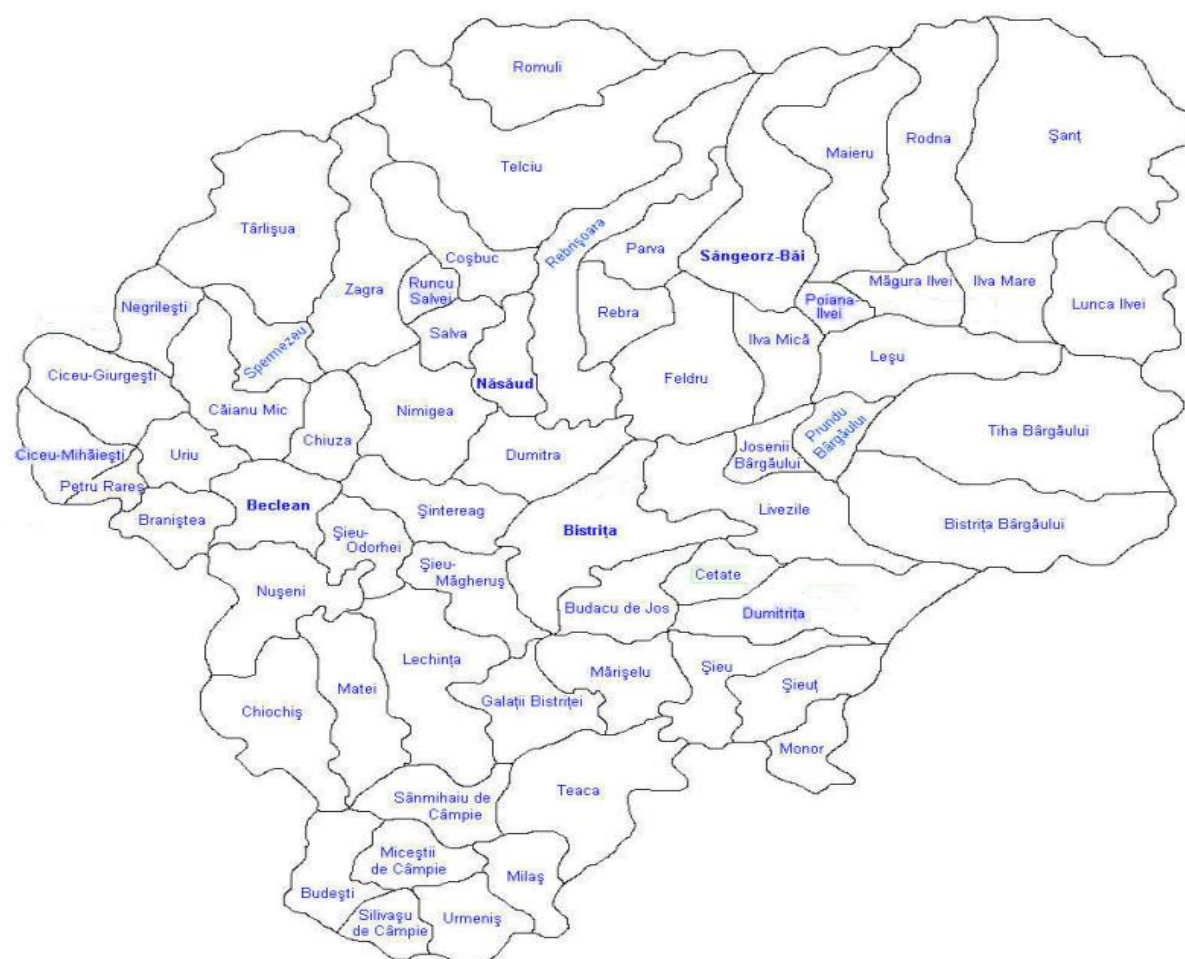 Romuli
Şanţ
Rodna
Maieru
Telciu
Târlişua
Rebrişoara
Parva
Sângeorz-Băi
Coşbuc
Măgura Ilvei
Ilva Mare
Runcu
Salvei
Zagra
Poiana-
Ilvei
Lunca Ilvei
Negrileşti
Rebra
Salva
Ilva Mică
Spermezeu
Leşu
Ciceu-Giurgeşti
Feldru
Năsăud
Căianu Mic
Nimigea
Prundu
Bârgăului
Tiha Bârgăului
Chiuza
Josenii
Bârgăului
Ciceu-Mihăieşti
Uriu
Dumitra
Petru Rareş
Beclean
Şintereag
Livezile
Braniştea
Bistriţa
Bistriţa Bârgăului
Şieu-
Odorhei
Şieu-
Măgheruş
Cetate
Nuşeni
Budacu de Jos
Dumitriţa
Lechinţa
Mărişelu
Şieu
Matei
Şieuţ
Galaţii Bistriţei
Chiochiş
Monor
Teaca
Sânmihaiu de
Câmpie
Miceştii
de Câmpie
Milaş
Budeşti
Silivaşu
de Câmpie
Urmeniş